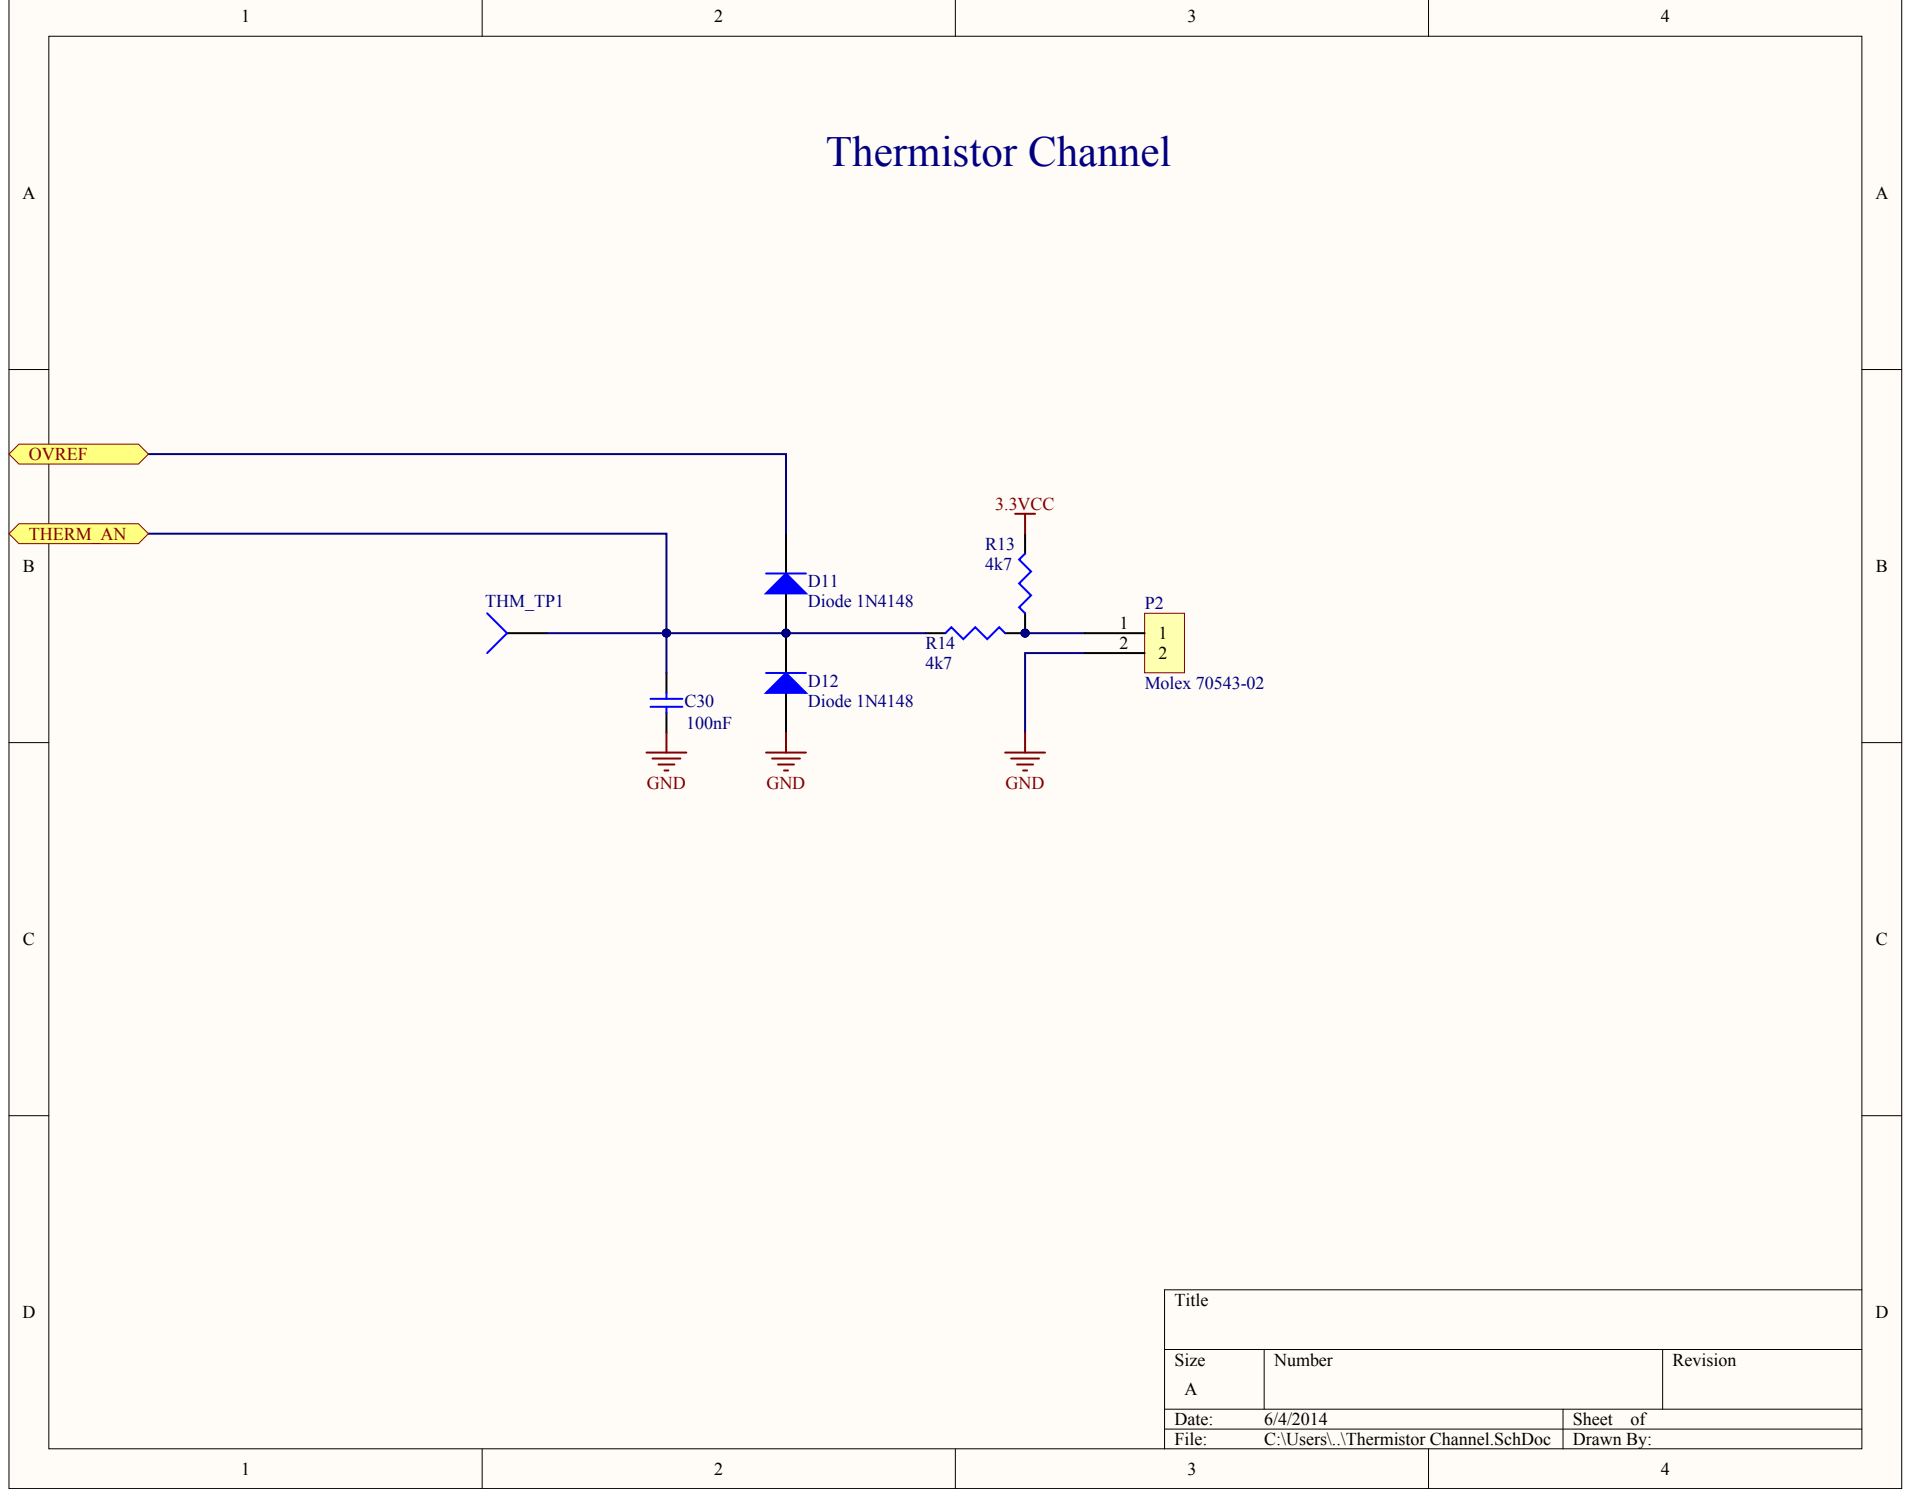 1 2 3 4
Thermistor Channel
A A
OVREF
3.3VCC
THERM_AN
R13
4k7
B B
D11
Diode 1N4148
THM_TP1
P2
1 1
2 2
R14
4k7
Molex 70543-02
D12
Diode 1N4148
C30
100nF
GND GND GND
C C
D D
Title
Size Number Revision
A
Date: 6/4/2014 Sheet of
File: C:\Users\..\Thermistor Channel.SchDoc Drawn By:
1 2 3 4